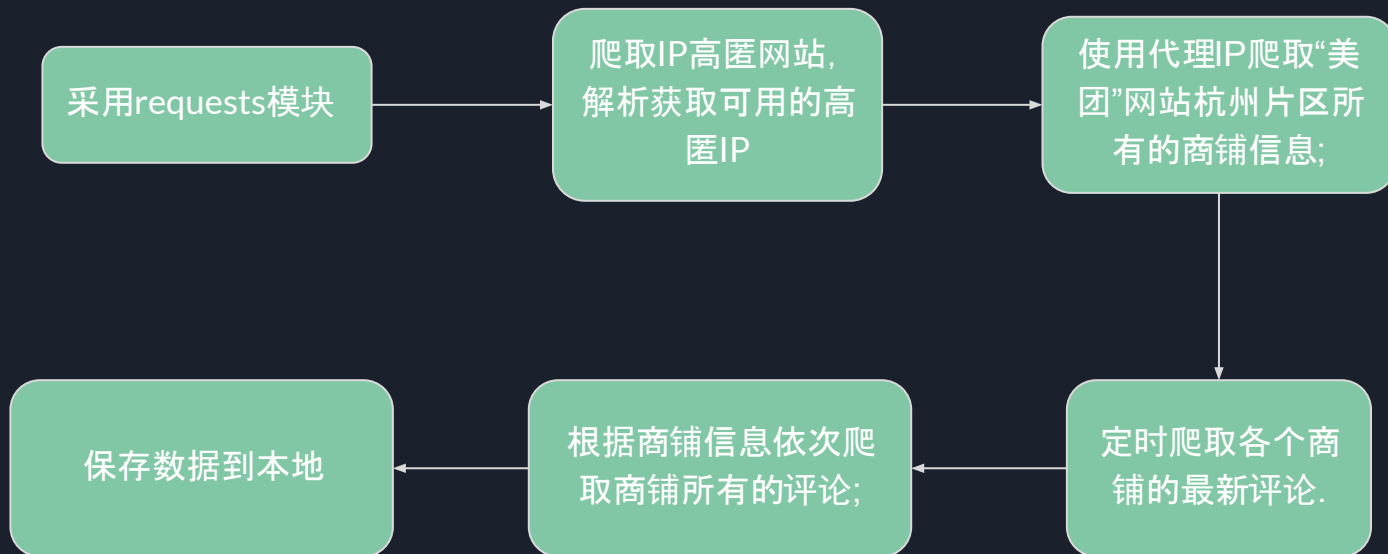 采用requests模块
爬取IP高匿网站,
解析获取可用的高
匿IP
使用代理IP爬取“美
团”网站杭州片区所
有的商铺信息;
定时爬取各个商
铺的最新评论.
根据商铺信息依次爬
取商铺所有的评论;
保存数据到本地